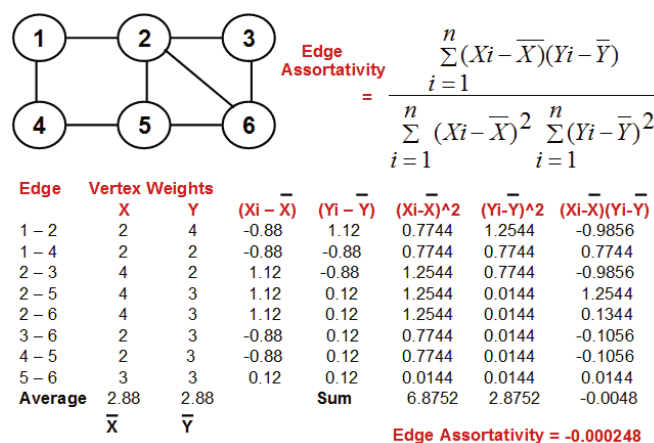 1 2 3
4 5 6
Edge Assortativity =
n n n
∑ (Xi – X̅)(Yi – Y̅)
i = 1
∑ (Xi – X̅)^2 ∑ (Yi – Y̅)^2
i = 1 i = 1
Edge Vertex Weights
X Y (Xi – X̅) (Yi – Y̅) (Xi-X̅)^2 (Yi-Y̅)^2 (Xi-X̅)(Yi-Y̅)
1 – 2 2 4 -0.88 1.12 0.7744 1.2544 -0.9856
1 – 4 2 2 -0.88 -0.88 0.7744 0.7744 0.7744
2 – 3 4 2 1.12 -0.88 1.2544 0.7744 -0.9856
2 – 5 4 3 1.12 0.12 1.2544 0.0144 1.2544
2 – 6 4 3 1.12 0.12 1.2544 0.0144 0.1344
3 – 6 2 3 -0.88 0.12 0.7744 0.0144 -0.1056
4 – 5 2 3 -0.88 0.12 0.7744 0.0144 -0.1056
5 – 6 3 3 0.12 0.12 0.0144 0.0144 0.0144
Average 2.88 2.88 Sum 6.8752 2.8752 -0.0048
X̅ Y̅
Edge Assortativity = -0.000248